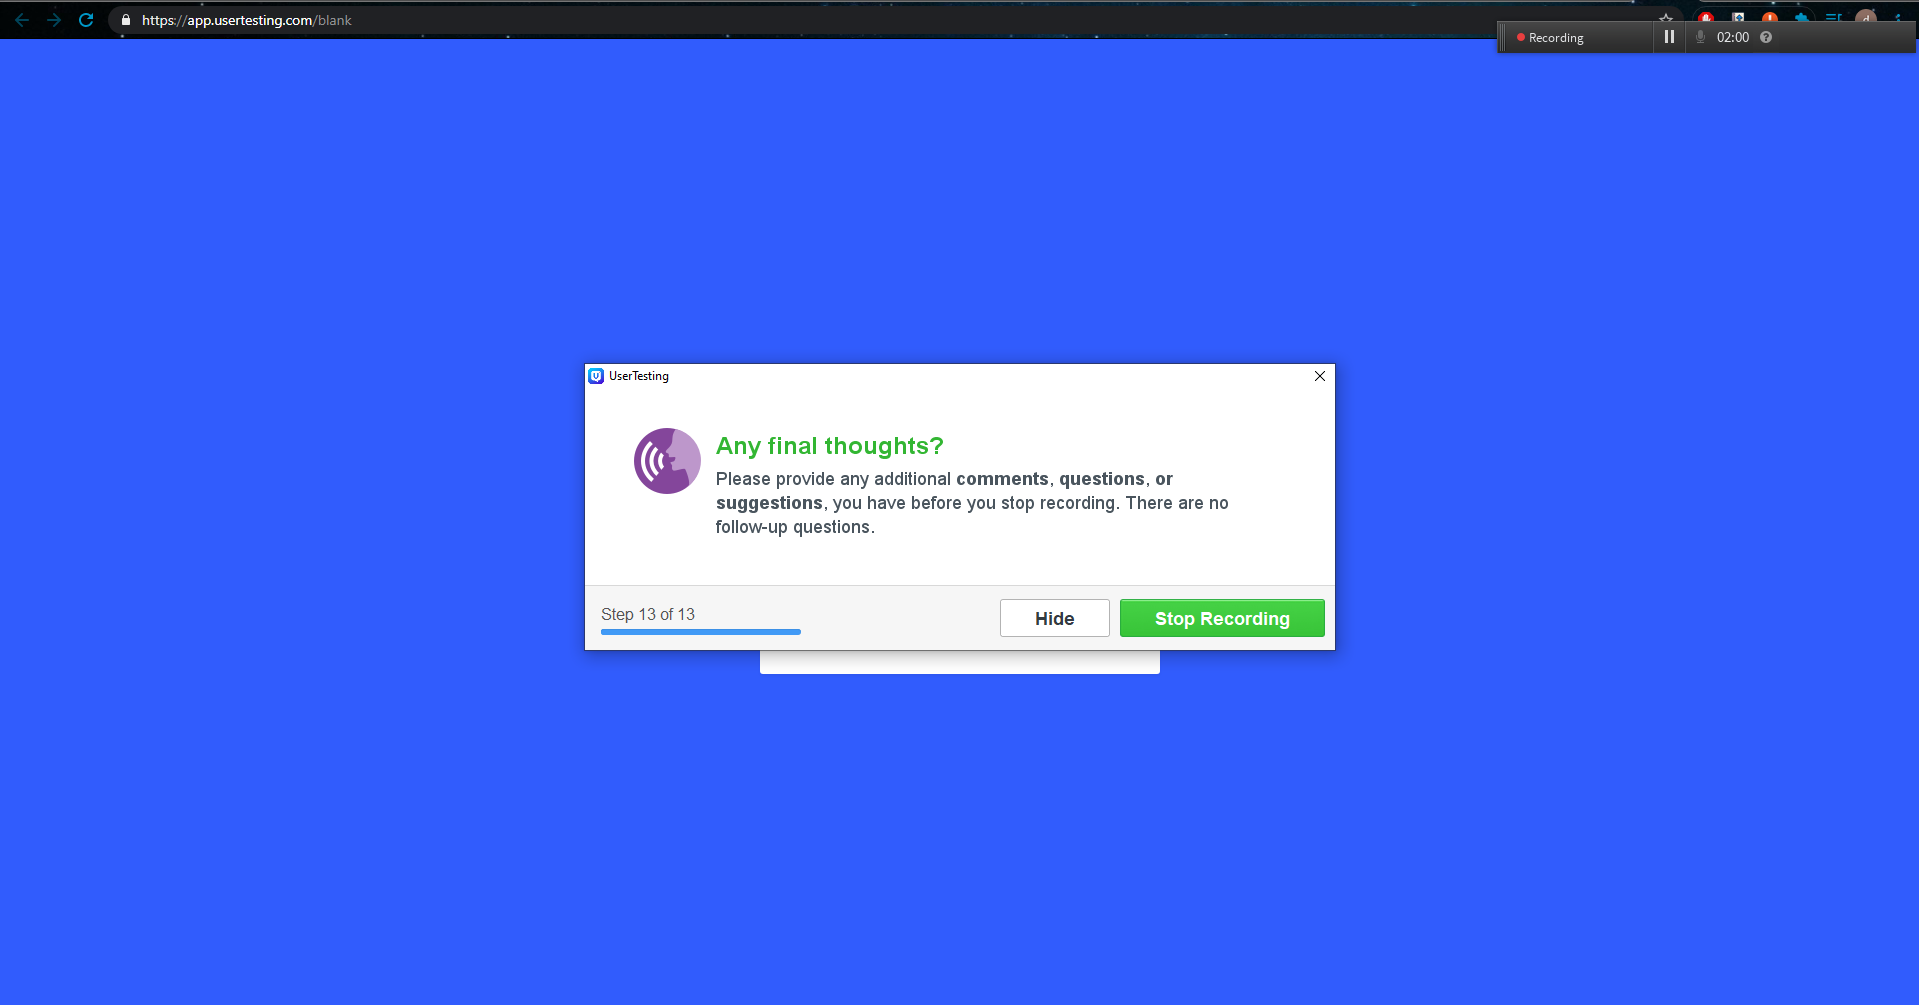 https://app.usertesting.com/blank
Recording
02:00
UserTesting
Any final thoughts?
Please provide any additional comments, questions, or
suggestions, you have before you stop recording. There are no
follow-up questions.
Step 13 of 13
Hide
Stop Recording